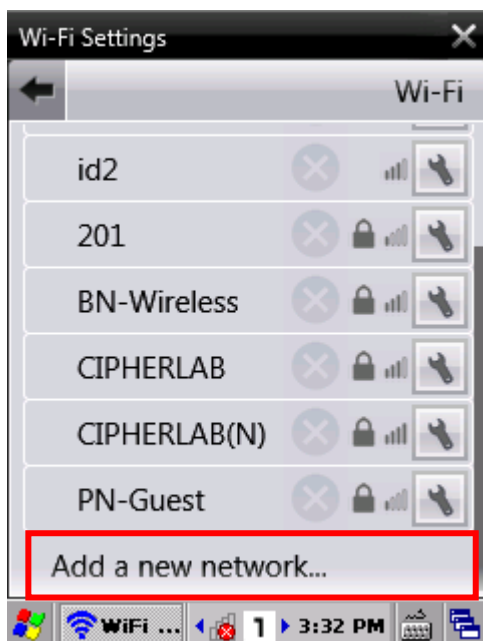 Wi-Fi Settings
Wi-Fi
id2
201
BN-Wireless
CIPHERLAB
CIPHERLAB(N)
PN-Guest
Add a new network...
WiFi ... 1 3:32 PM